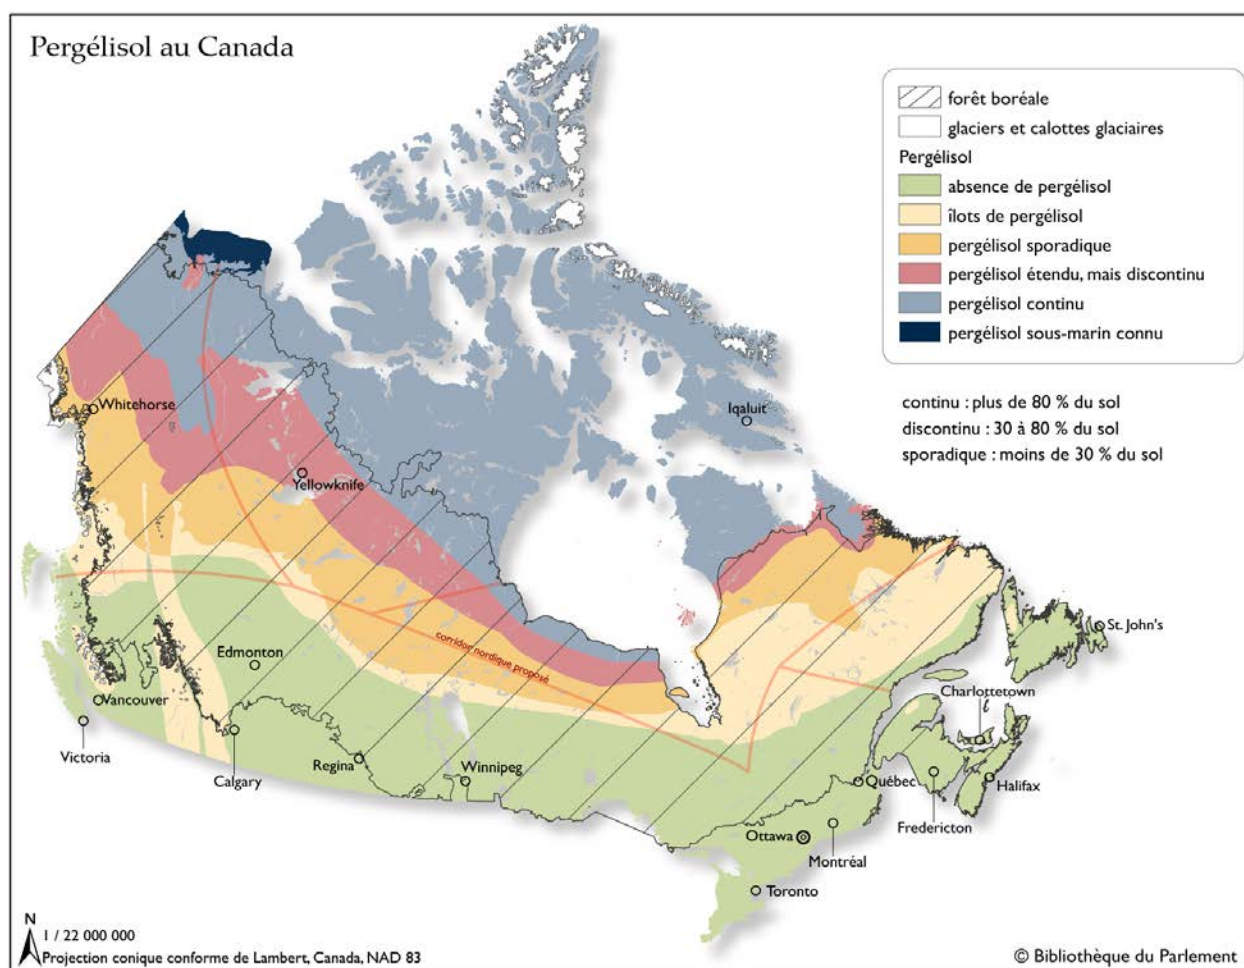 Pergélisol au Canada
forêt boréale
glaciers et calottes glaciaires
Pergélisol
absence de pergélisol
îlots de pergélisol
pergélisol sporadique
pergélisol étendu, mais discontinu
pergélisol continu
pergélisol sous-marin connu
continu : plus de 80 % du sol
discontinu : 30 à 80 % du sol
sporadique : moins de 30 % du sol
Whitehorse
Iqaluit
Yellowknife
corridor nordique proposé
St. John's
Edmonton
Charlottetown
Vancouver
Victoria
Calgary
Regina
Winnipeg
Québec
Halifax
Fredericton
Ottawa
Montréal
Toronto
N
1 / 22 000 000
Projection conique conforme de Lambert, Canada, NAD 83
© Bibliothèque du Parlement